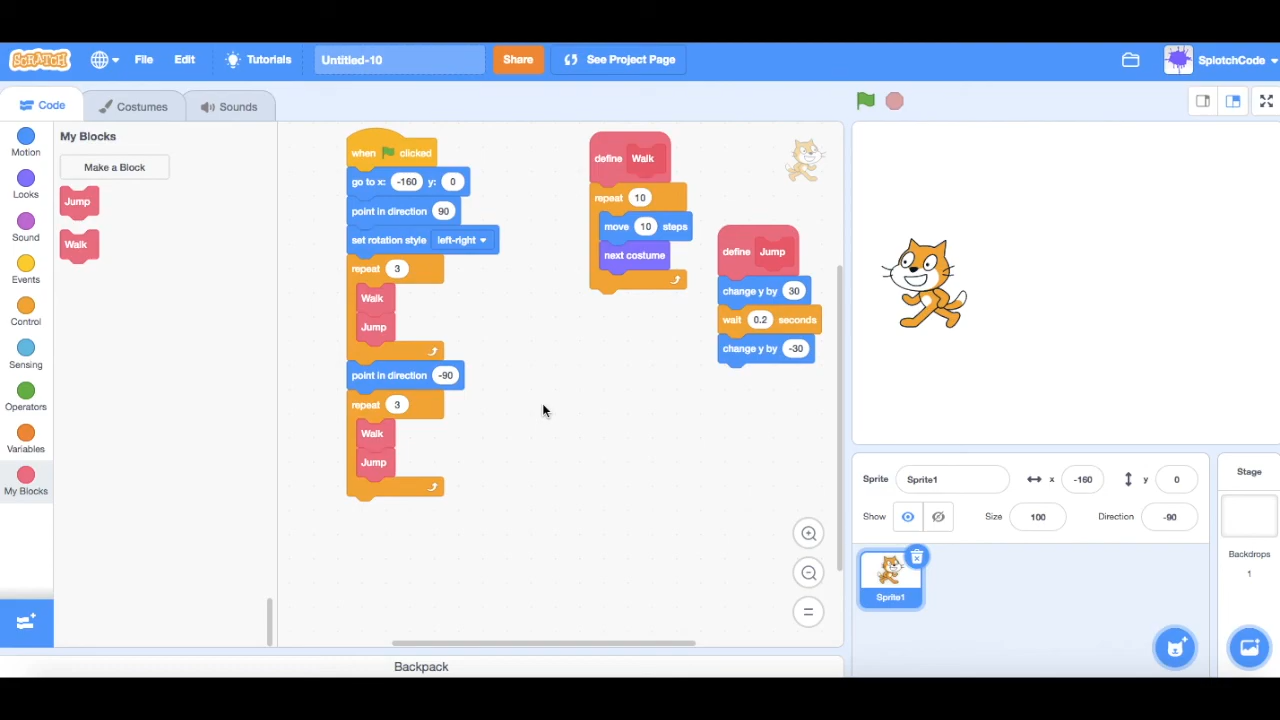 SCRATCH File Edit Tutorials Untitled-10 Share See Project Page SplotchCode
Code Costumes Sounds
Motion
Looks
Sound
Events
Control
Sensing
Operators
Variables
My Blocks
My Blocks
Make a Block
Jump
Walk
when clicked
go to x: -160 y: 0
point in direction 90
set rotation style left-right
repeat 3
Walk
Jump
point in direction -90
repeat 3
Walk
Jump
define Walk
repeat 10
move 10 steps
next costume
define Jump
change y by 30
wait 0.2 seconds
change y by -30
Backpack
Sprite Sprite1 x -160 y 0
Show Size 100 Direction -90
Sprite1
Stage
Backdrops
1